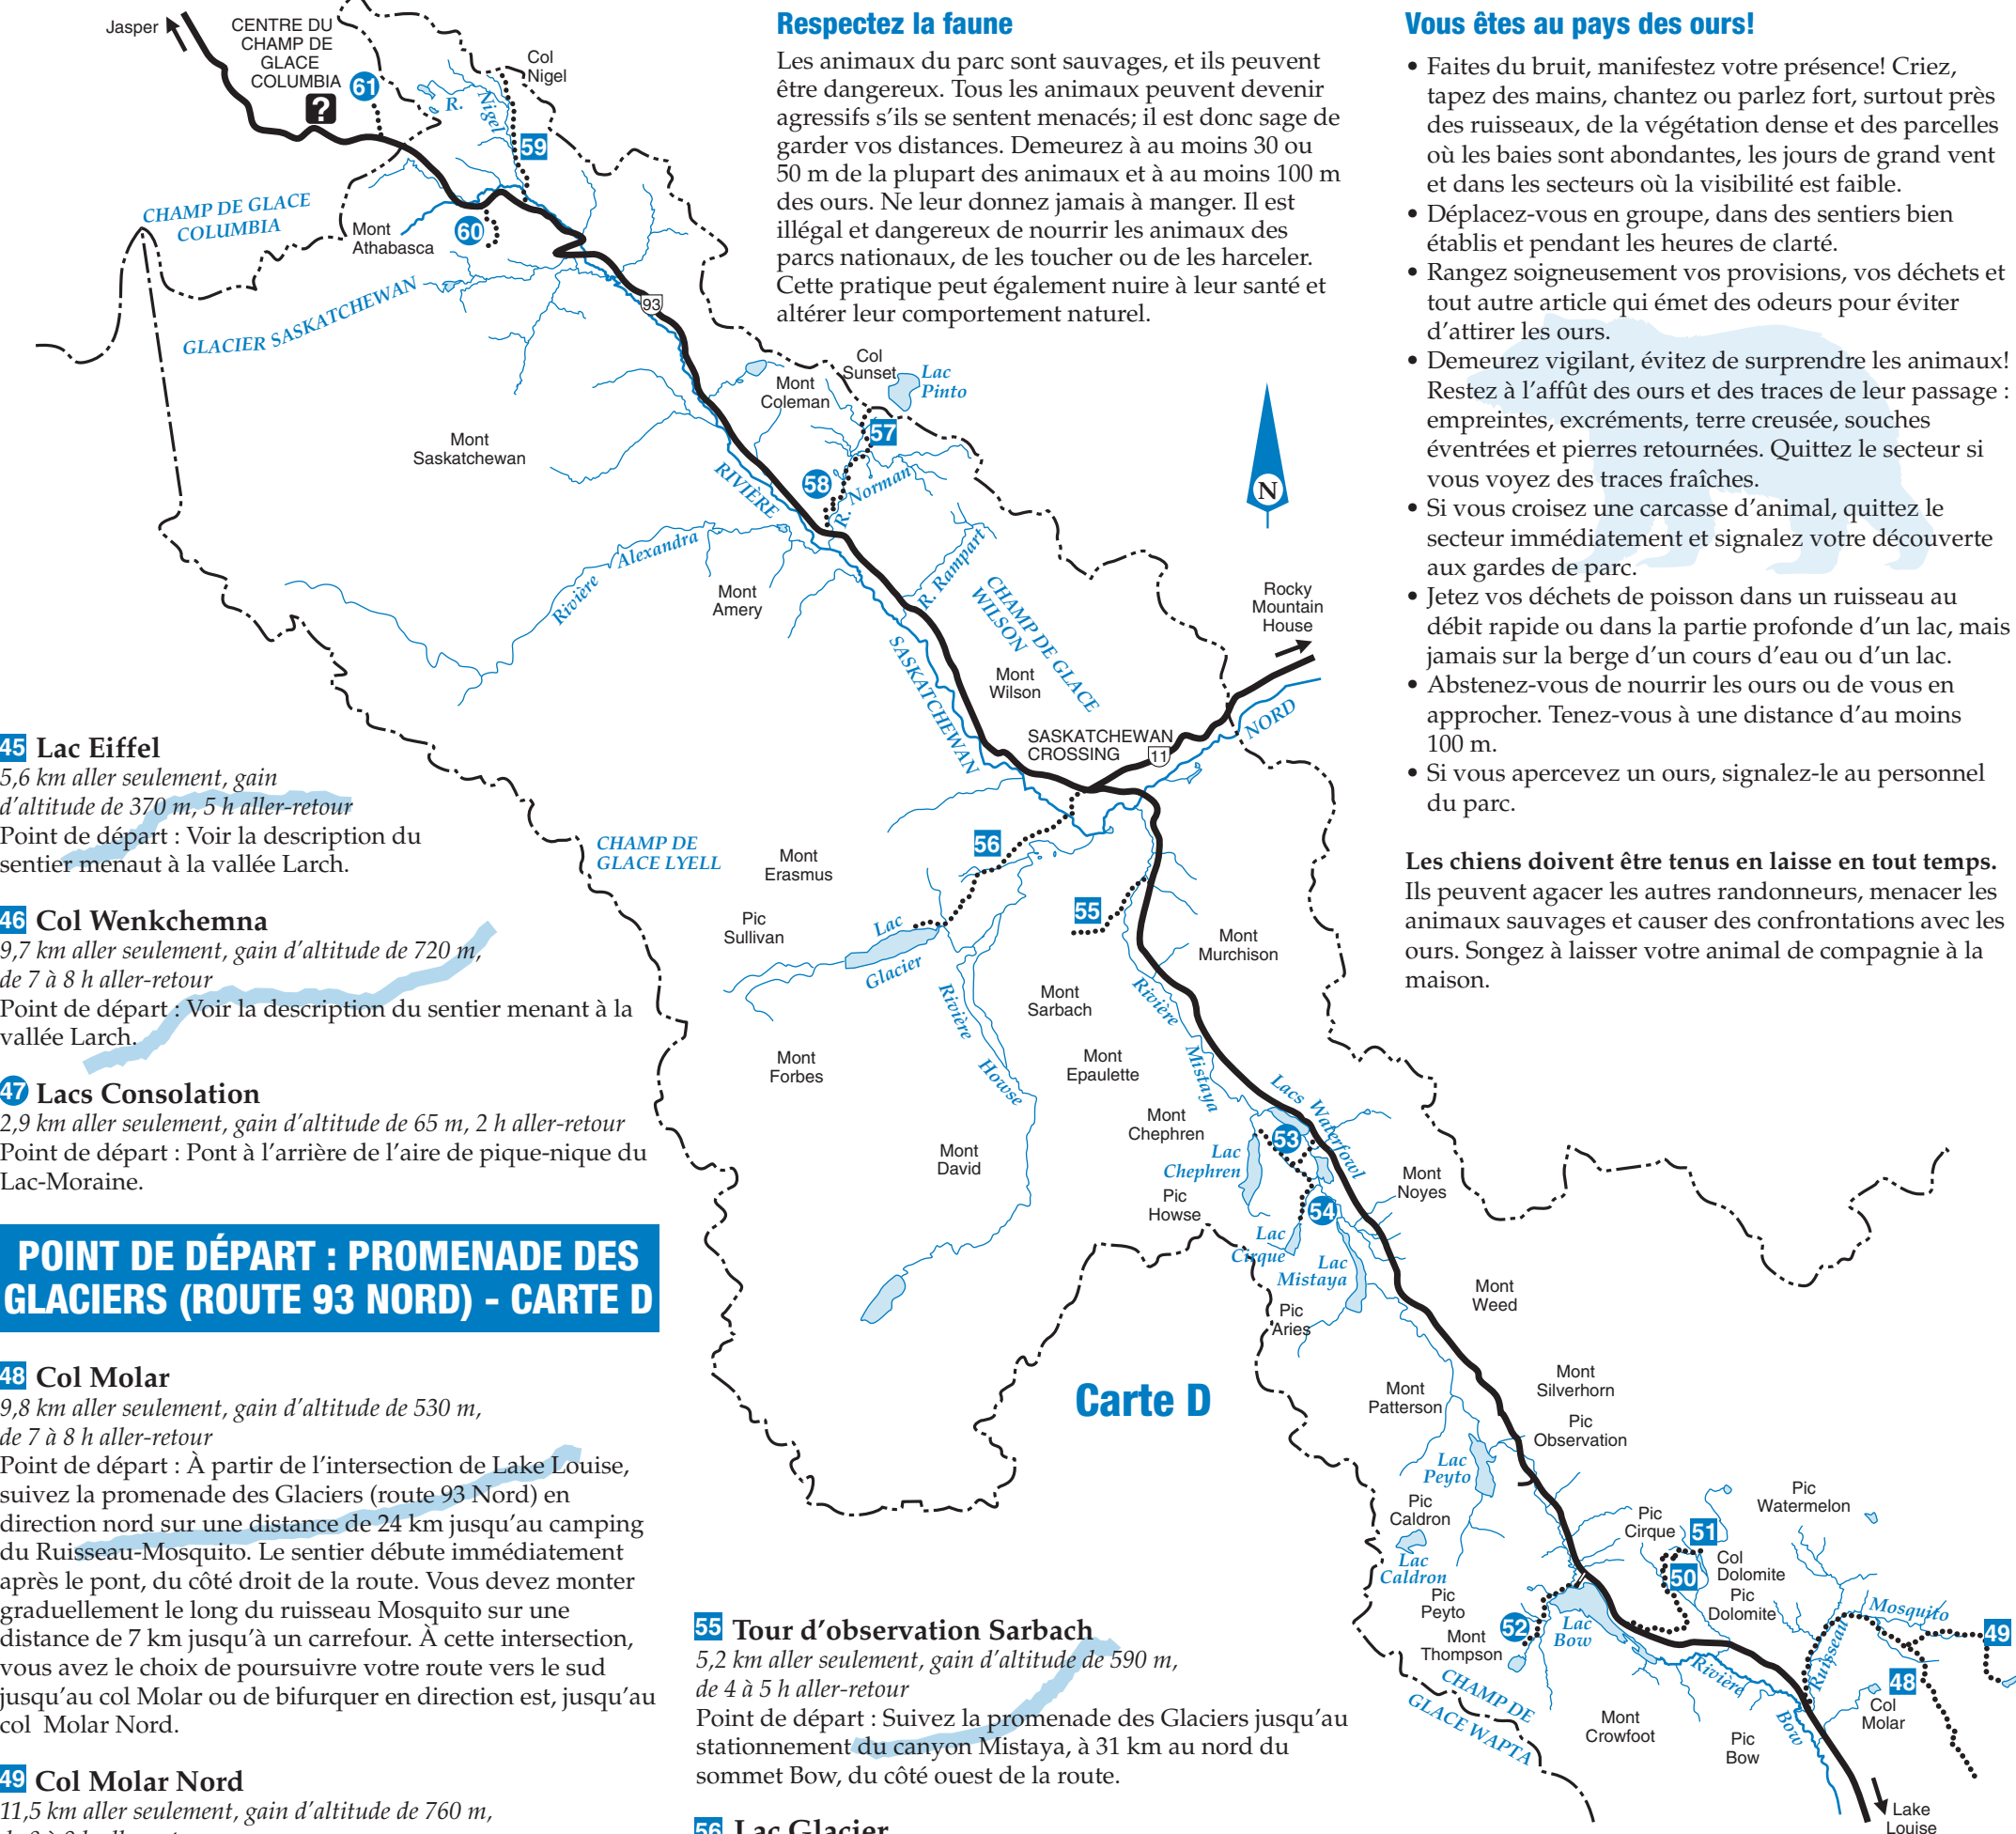 Respectez la faune
Les animaux du parc sont sauvages, et ils peuvent
être dangereux. Tous les animaux peuvent devenir
agressifs s'ils se sentent menacés; il est donc sage de
garder vos distances. Demeurez à au moins 30 ou
50 m de la plupart des animaux et à au moins 100 m
des ours. Ne leur donnez jamais à manger. Il est
illégal et dangereux de nourrir les animaux des
parcs nationaux, de les toucher ou de les harceler.
Cette pratique peut également nuire à leur santé et
altérer leur comportement naturel.
Vous êtes au pays des ours!
• Faites du bruit, manifestez votre présence! Criez,
tapez des mains, chantez ou parlez fort, surtout près
des ruisseaux, de la végétation dense et des parcelles
où les baies sont abondantes, les jours de grand vent
et dans les secteurs où la visibilité est faible.
• Déplacez-vous en groupe, dans des sentiers bien
établis et pendant les heures de clarté.
• Rangez soigneusement vos provisions, vos déchets et
tout autre article qui émet des odeurs pour éviter
d'attirer les ours.
• Demeurez vigilant, évitez de surprendre les animaux!
Restez à l'affût des ours et des traces de leur passage :
empreintes, excréments, terre creusée, souches
éventrées et pierres retournées. Quittez le secteur si
vous voyez des traces fraîches.
• Si vous croisez une carcasse d'animal, quittez le
secteur immédiatement et signalez votre découverte
aux gardes de parc.
• Jetez vos déchets de poisson dans un ruisseau au
débit rapide ou dans la partie profonde d'un lac, mais
jamais sur la berge d'un cours d'eau ou d'un lac.
• Abstenez-vous de nourrir les ours ou de vous en
approcher. Tenez-vous à une distance d'au moins
100 m.
• Si vous apercevez un ours, signalez-le au personnel
du parc.
Les chiens doivent être tenus en laisse en tout temps.
Ils peuvent agacer les autres randonneurs, menacer les
animaux sauvages et causer des confrontations avec les
ours. Songez à laisser votre animal de compagnie à la
maison.
45 Lac Eiffel
5,6 km aller seulement, gain
d'altitude de 370 m, 5 h aller-retour
Point de départ : Voir la description du
sentier menaut à la vallée Larch.
46 Col Wenkchemna
9,7 km aller seulement, gain d'altitude de 720 m,
de 7 à 8 h aller-retour
Point de départ : Voir la description du sentier menant à la
vallée Larch.
47 Lacs Consolation
2,9 km aller seulement, gain d'altitude de 65 m, 2 h aller-retour
Point de départ : Pont à l'arrière de l'aire de pique-nique du
Lac-Moraine.
POINT DE DÉPART : PROMENADE DES
GLACIERS (ROUTE 93 NORD) - CARTE D
48 Col Molar
9,8 km aller seulement, gain d'altitude de 530 m,
de 7 à 8 h aller-retour
Point de départ : À partir de l'intersection de Lake Louise,
suivez la promenade des Glaciers (route 93 Nord) en
direction nord sur une distance de 24 km jusqu'au camping
du Ruisseau-Mosquito. Le sentier débute immédiatement
après le pont, du côté droit de la route. Vous devez monter
graduellement le long du ruisseau Mosquito sur une
distance de 7 km jusqu'à un carrefour. À cette intersection,
vous avez le choix de poursuivre votre route vers le sud
jusqu'au col Molar ou de bifurquer en direction est, jusqu'au
col Molar Nord.
49 Col Molar Nord
11,5 km aller seulement, gain d'altitude de 760 m,
55 Tour d'observation Sarbach
5,2 km aller seulement, gain d'altitude de 590 m,
de 4 à 5 h aller-retour
Point de départ : Suivez la promenade des Glaciers jusqu'au
stationnement du canyon Mistaya, à 31 km au nord du
sommet Bow, du côté ouest de la route.
56 Lac Glacier
Carte D
Jasper
CENTRE DU
CHAMP DE
GLACE
COLUMBIA
?
61
R. Nigel
Col
Nigel
59
CHAMP DE GLACE
COLUMBIA
Mont
Athabasca
60
GLACIER SASKATCHEWAN
93
Mont
Saskatchewan
Mont
Coleman
Col
Sunset
Lac
Pinto
57
58
R. Norman
RIVIÈRE
SASKATCHEWAN
NORD
Rivière Alexandra
Mont
Amery
R. Rampart
CHAMP DE GLACE
WILSON
Mont
Wilson
N
Rocky
Mountain
House
SASKATCHEWAN
CROSSING
11
CHAMP DE
GLACE LYELL
Mont
Erasmus
56
Pic
Sullivan
Lac
Glacier
55
Mont
Murchison
Mont
Sarbach
Rivière Howse
Rivière Mistaya
Mont
Forbes
Mont
Epaulette
Mont
Chephren
Lacs Waterfowl
53
Lac
Chephren
Mont
David
Pic
Howse
Mont
Noyes
54
Lac
Cirque
Lac
Mistaya
Mont
Weed
Pic
Aries
Mont
Silverhorn
Mont
Patterson
Pic
Observation
Lac
Peyto
Pic
Caldron
Lac
Caldron
Pic
Watermelon
Pic
Cirque
51
Col
Dolomite
50
Pic
Dolomite
Pic
Peyto
52
Mont
Thompson
Lac
Bow
Ruisseau Mosquito
49
48
Col
Molar
CHAMP DE
GLACE WAPTA
Rivière Bow
Mont
Crowfoot
Pic
Bow
Lake
Louise